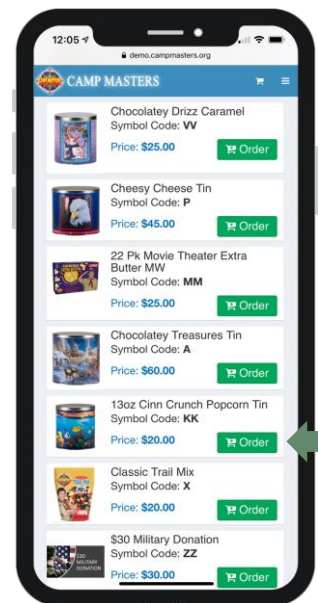 12:05
demo.campmasters.org
CAMP MASTERS
Chocolatey Drizz Caramel
Symbol Code: VV
Price: $25.00
Order
Cheesy Cheese Tin
Symbol Code: P
Price: $45.00
Order
22 Pk Movie Theater Extra
Butter MW
Symbol Code: MM
Price: $25.00
Order
Chocolatey Treasures Tin
Symbol Code: A
Price: $60.00
Order
13oz Cinn Crunch Popcorn Tin
Symbol Code: KK
Price: $20.00
Order
Classic Trail Mix
Symbol Code: X
Price: $20.00
Order
$30 Military Donation
Symbol Code: ZZ
$30
MILITARY
DONATION
Price: $30.00
Order